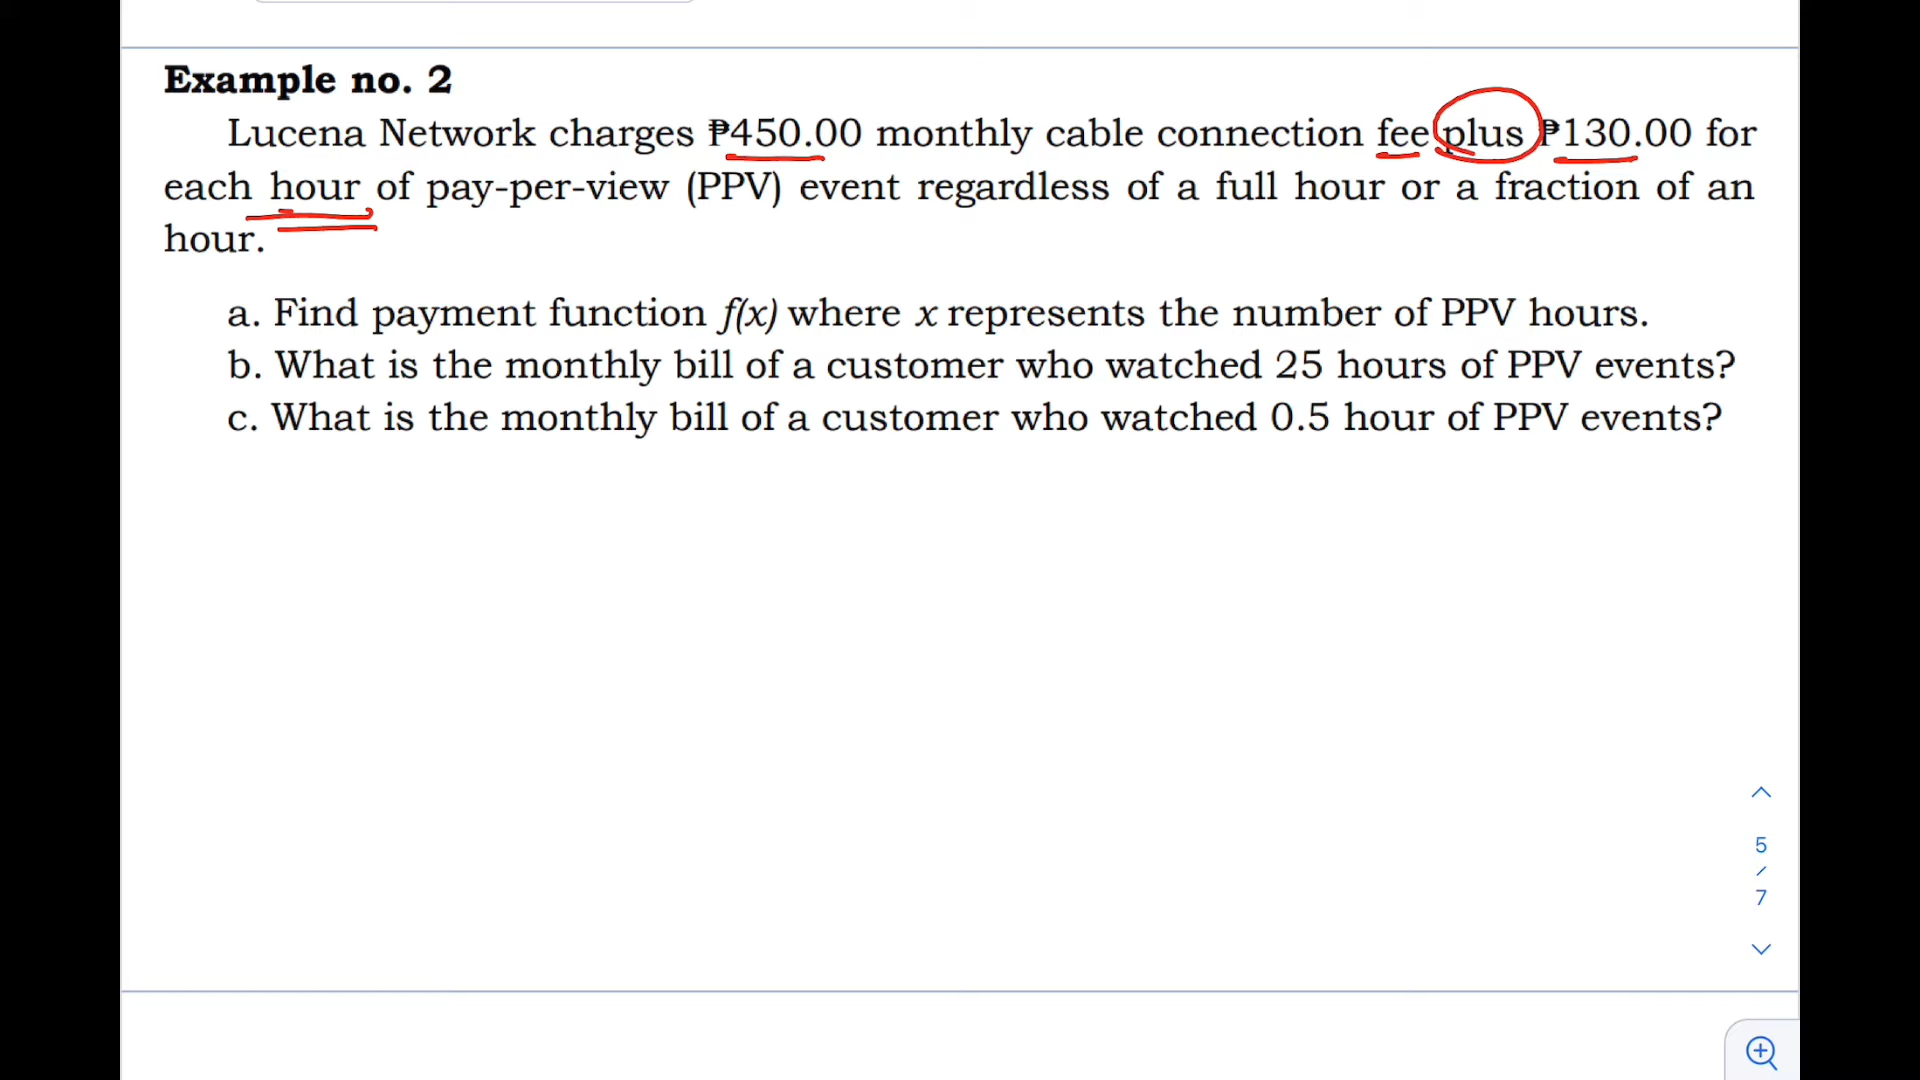 Example no. 2
Lucena Network charges ₱450.00 monthly cable connection fee plus ₱130.00 for
each hour of pay-per-view (PPV) event regardless of a full hour or a fraction of an
hour.
a. Find payment function f(x) where x represents the number of PPV hours.
b. What is the monthly bill of a customer who watched 25 hours of PPV events?
c. What is the monthly bill of a customer who watched 0.5 hour of PPV events?
5
/
7